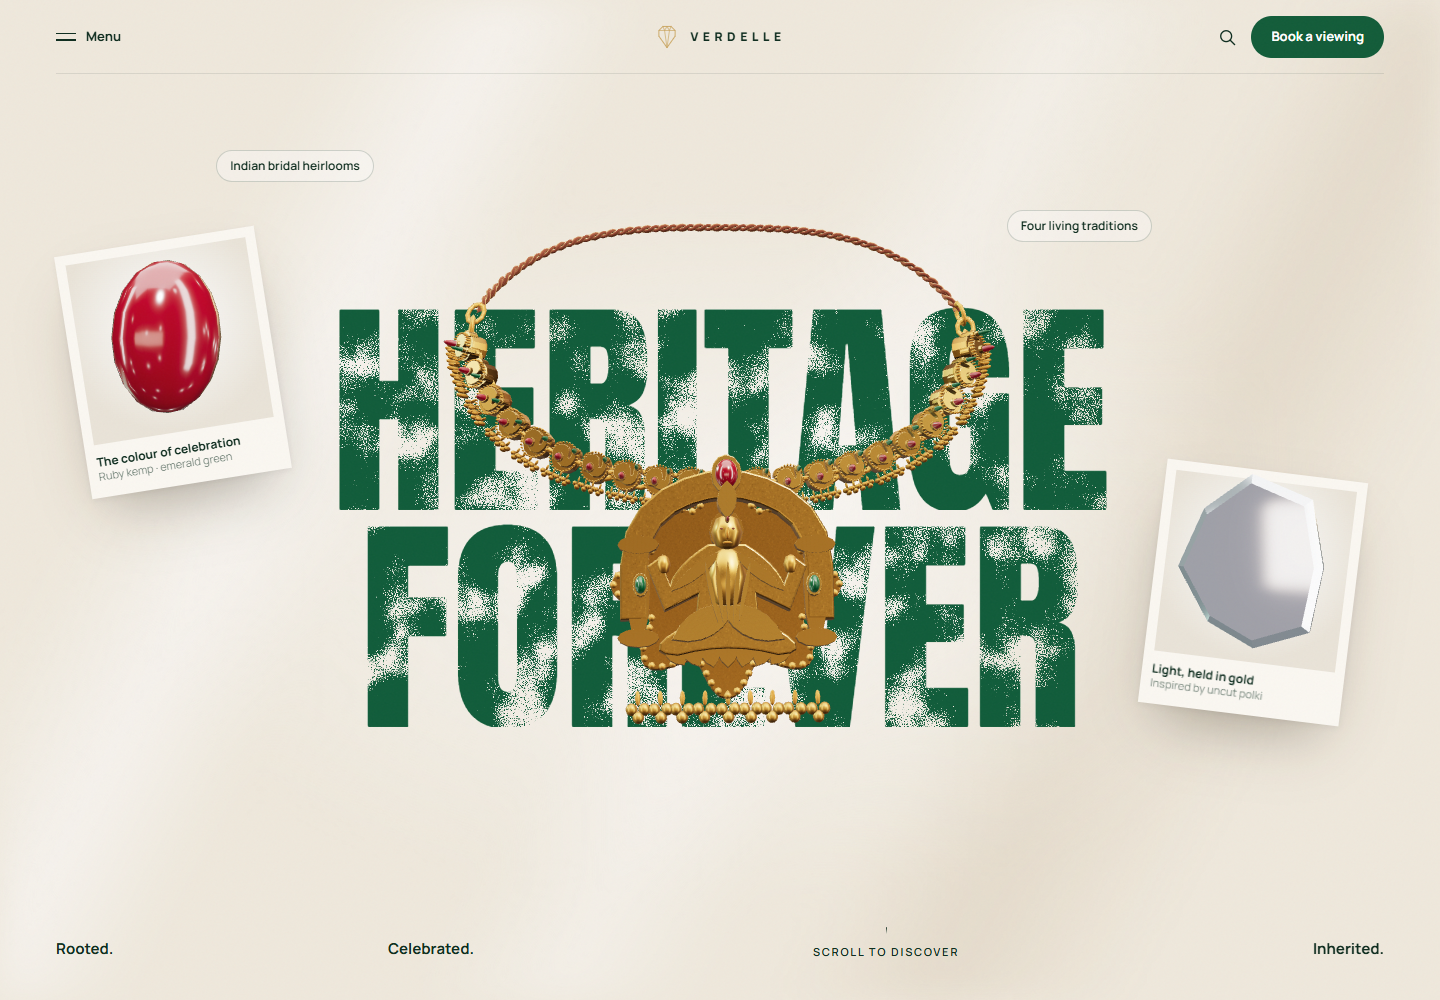 Menu
VERDELLE
Book a viewing
Indian bridal heirlooms
Four living traditions
HERITAGE
FOREVER
The colour of celebration
Ruby kemp · emerald green
Light, held in gold
Inspired by uncut polki
Rooted.
Celebrated.
SCROLL TO DISCOVER
Inherited.